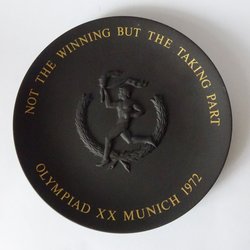 NOT THE WINNING BUT THE TAKING PART
OLYMPIAD XX MUNICH 1972